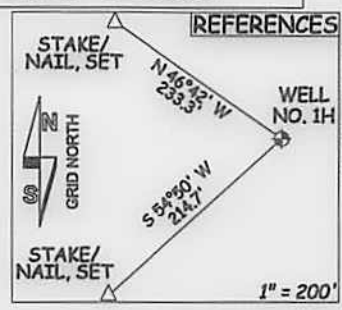 REFERENCES
STAKE/
NAIL, SET
N 46°42' W
233.3'
WELL
NO. 1H
N
S
GRID NORTH
S 54°50' W
214.7'
STAKE/
NAIL, SET
1" = 200'